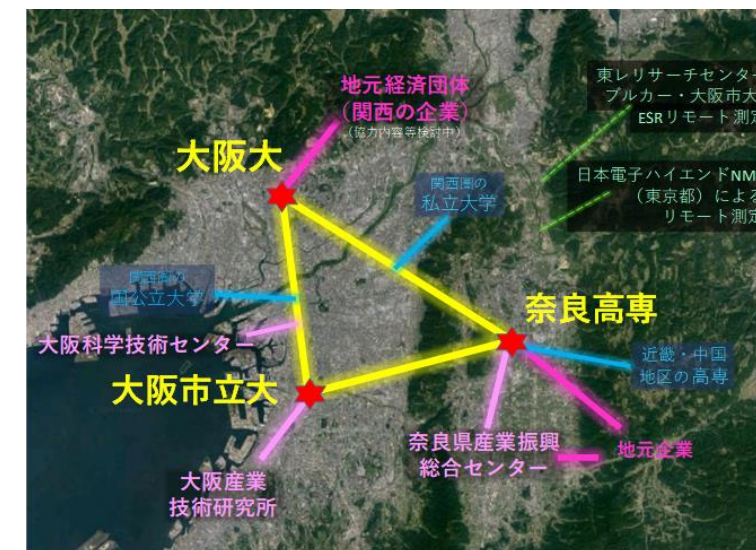 地元経済団体
(関西の企業)
(協力内容等検討中)
東レリサーチセンター
ブルカー・大阪市大
ESRリモート測定
大阪大
関西圏の
私立大学
日本電子ハイエンドNM
(東京都)による
リモート測定
関西圏の
国公立大学
奈良高専
大阪科学技術センター
近畿・中国
地区の高専
大阪市立大
奈良県産業振興
総合センター
地元企業
大阪産業
技術研究所